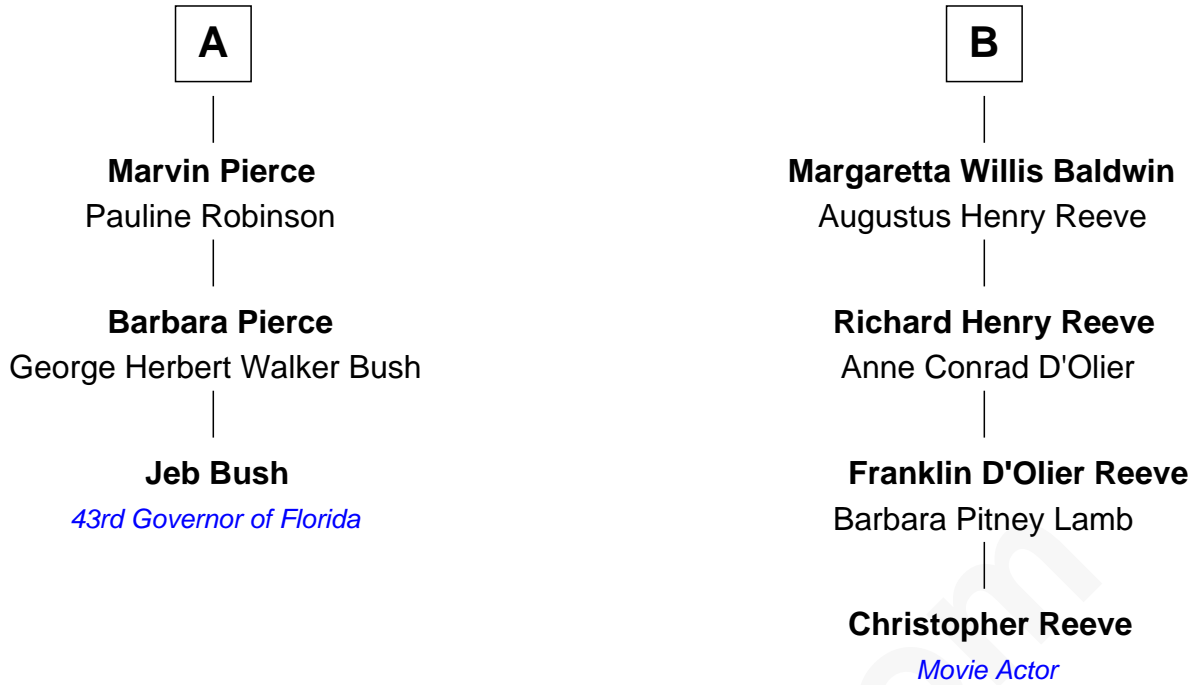 A
Marvin Pierce
Pauline Robinson
Barbara Pierce
George Herbert Walker Bush
Jeb Bush
43rd Governor of Florida
B
Margaretta Willis Baldwin
Augustus Henry Reeve
Richard Henry Reeve
Anne Conrad D'Olier
Franklin D'Olier Reeve
Barbara Pitney Lamb
Christopher Reeve
Movie Actor